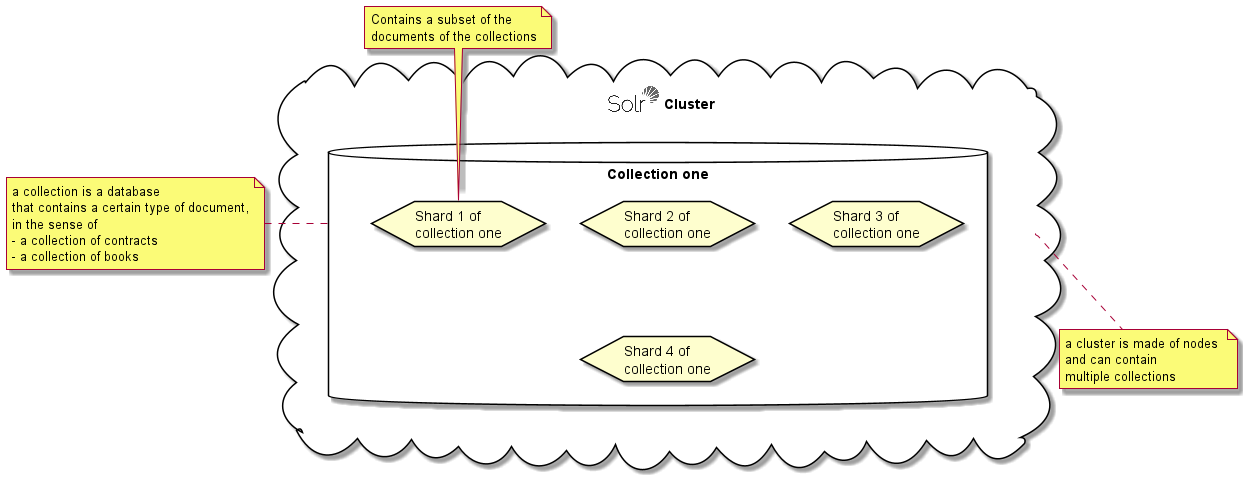 Contains a subset of the
documents of the collections
Solr Cluster
Collection one
a collection is a database
that contains a certain type of document,
in the sense of
- a collection of contracts
- a collection of books
Shard 1 of
collection one
Shard 2 of
collection one
Shard 3 of
collection one
Shard 4 of
collection one
a cluster is made of nodes
and can contain
multiple collections